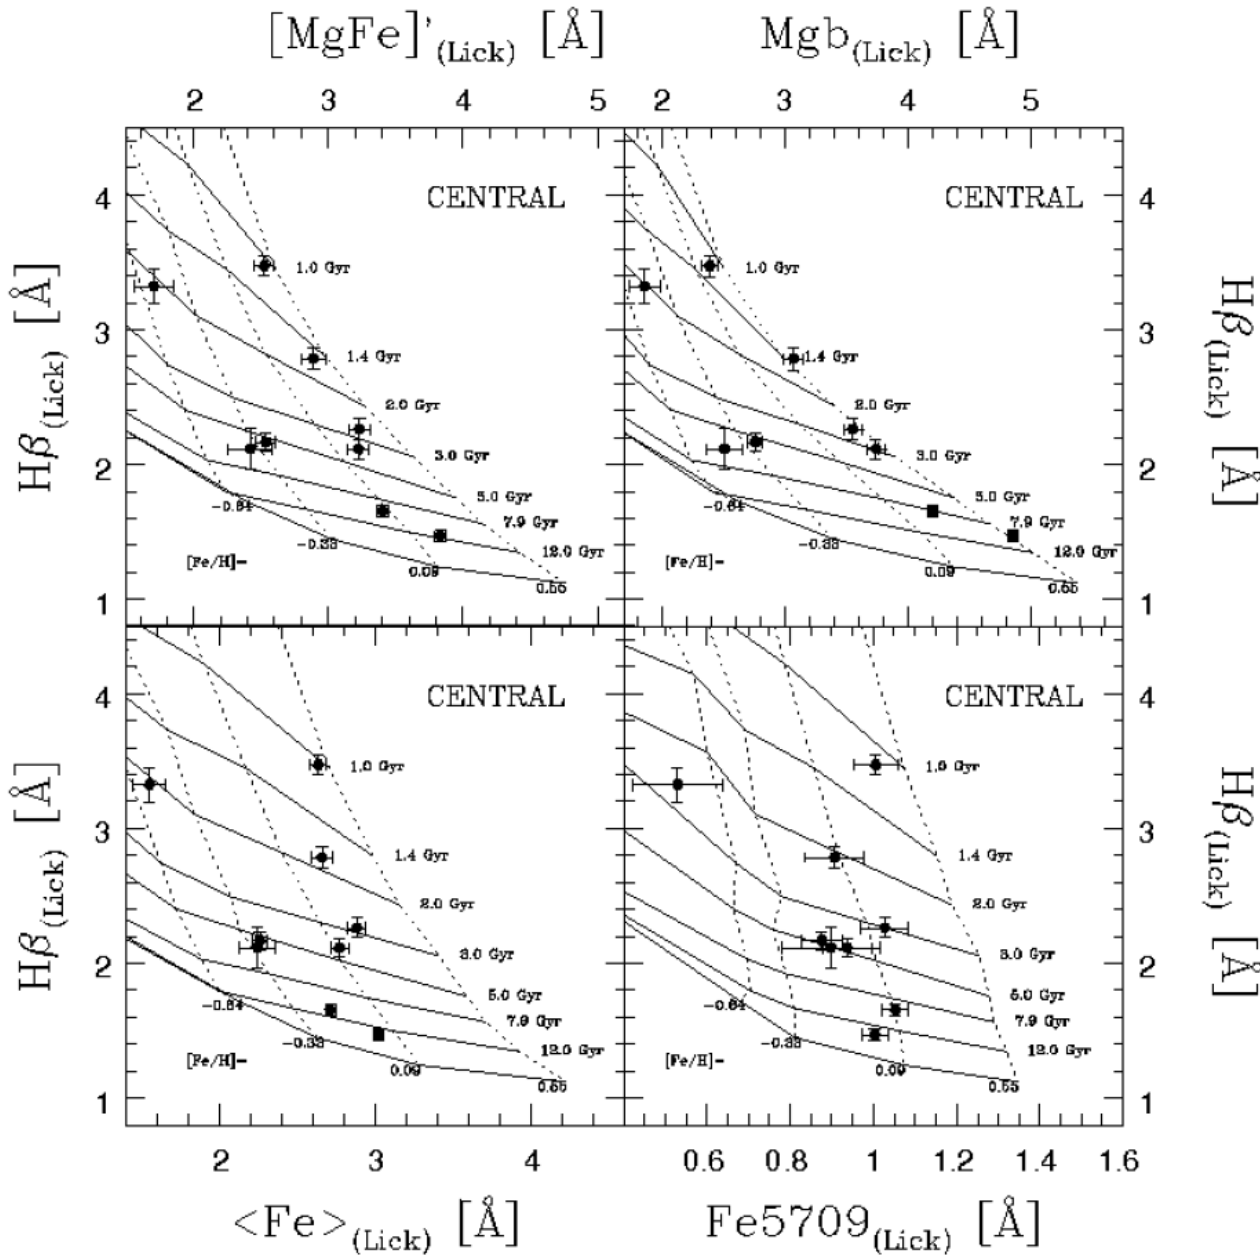 [MgFe]'(Lick) [Å] Mgb(Lick) [Å]
2 3 4 5 2 3 4 5
Hβ(Lick) [Å]
4
3
2
1
CENTRAL
1.0 Gyr
1.4 Gyr
2.0 Gyr
3.0 Gyr
5.0 Gyr
7.9 Gyr
12.0 Gyr
-0.64
-0.33
0.09
0.55
[Fe/H]=
CENTRAL
1.0 Gyr
1.4 Gyr
2.0 Gyr
3.0 Gyr
5.0 Gyr
7.9 Gyr
12.0 Gyr
-0.64
-0.33
0.09
0.55
[Fe/H]=
4
3
2
1
Hβ(Lick) [Å]
Hβ(Lick) [Å]
4
3
2
1
CENTRAL
1.0 Gyr
1.4 Gyr
2.0 Gyr
3.0 Gyr
5.0 Gyr
7.9 Gyr
12.0 Gyr
-0.64
-0.33
0.09
0.55
[Fe/H]=
CENTRAL
1.0 Gyr
1.4 Gyr
2.0 Gyr
3.0 Gyr
5.0 Gyr
7.9 Gyr
12.0 Gyr
-0.64
-0.33
0.09
0.55
[Fe/H]=
4
3
2
1
Hβ(Lick) [Å]
2 3 4 0.6 0.8 1 1.2 1.4 1.6
<Fe>(Lick) [Å] Fe5709(Lick) [Å]